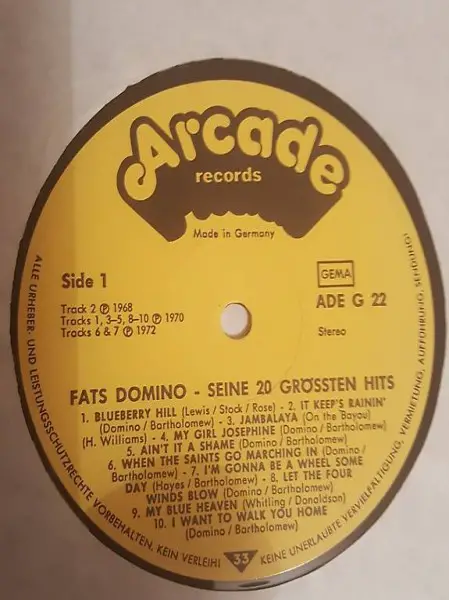 Arcade
records
Made in Germany
Side 1
GEMA
ADE G 22
Stereo
Track 2 ℗ 1968
Tracks 1, 3–5, 8–10 ℗ 1970
Tracks 6 & 7 ℗ 1972
FATS DOMINO - SEINE 20 GRÖSSTEN HITS
1. BLUEBERRY HILL (Lewis / Stock / Rose) - 2. IT KEEP'S RAININ'
(Domino / Bartholomew) - 3. JAMBALAYA (On the Bayou)
(H. Williams) - 4. MY GIRL JOSEPHINE (Domino / Bartholomew)
5. AIN'T IT A SHAME (Domino / Bartholomew)
6. WHEN THE SAINTS GO MARCHING IN (Domino /
Bartholomew) - 7. I'M GONNA BE A WHEEL SOME
DAY (Hayes / Bartholomew) - 8. LET THE FOUR
WINDS BLOW (Domino / Bartholomew)
9. MY BLUE HEAVEN (Whitling / Donaldson)
10. I WANT TO WALK YOU HOME
(Domino / Bartholomew)
ALLE URHEBER- UND LEISTUNGSSCHUTZRECHTE VORBEHALTEN, KEIN VERLEIH!
33
KEINE UNERLAUBTE VERVIELFÄLTIGUNG, VERMIETUNG, AUFFÜHRUNG, SENDUNG!